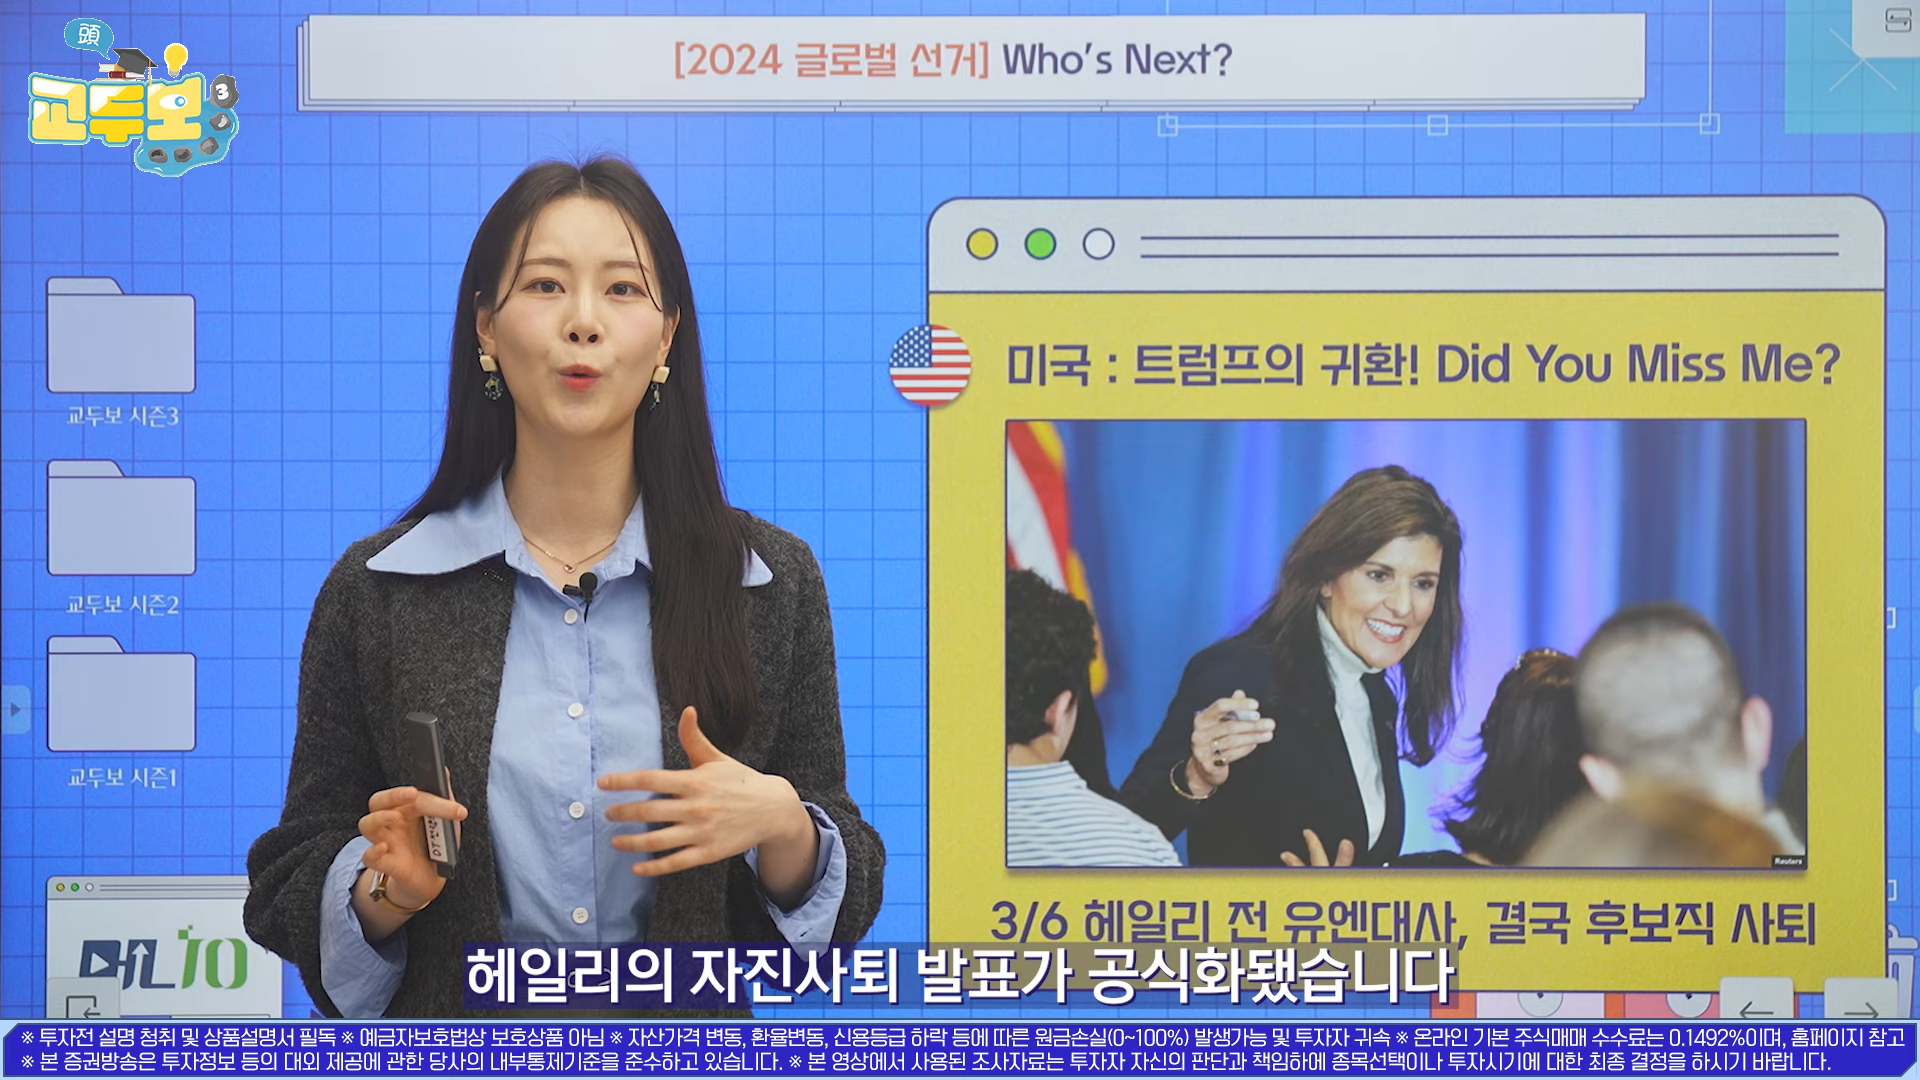 頭
교두보
3
[2024 글로벌 선거] Who's Next?
미국 : 트럼프의 귀환! Did You Miss Me?
교두보 시즌3
교두보 시즌2
교두보 시즌1
Reuters
3/6 헤일리 전 유엔대사, 결국 후보직 사퇴
헤일리의 자진사퇴 발표가 공식화됐습니다
※ 투자전 설명 청취 및 상품설명서 필독 ※ 예금자보호법상 보호상품 아님 ※ 자산가격 변동, 환율변동, 신용등급 하락 등에 따른 원금손실(0~100%) 발생가능 및 투자자 귀속 ※ 온라인 기본 주식매매 수수료는 0.1492%이며, 홈페이지 참고
※ 본 증권방송은 투자정보 등의 대외 제공에 관한 당사의 내부통제기준을 준수하고 있습니다. ※ 본 영상에서 사용된 조사자료는 투자자 자신의 판단과 책임하에 종목선택이나 투자시기에 대한 최종 결정을 하시기 바랍니다.